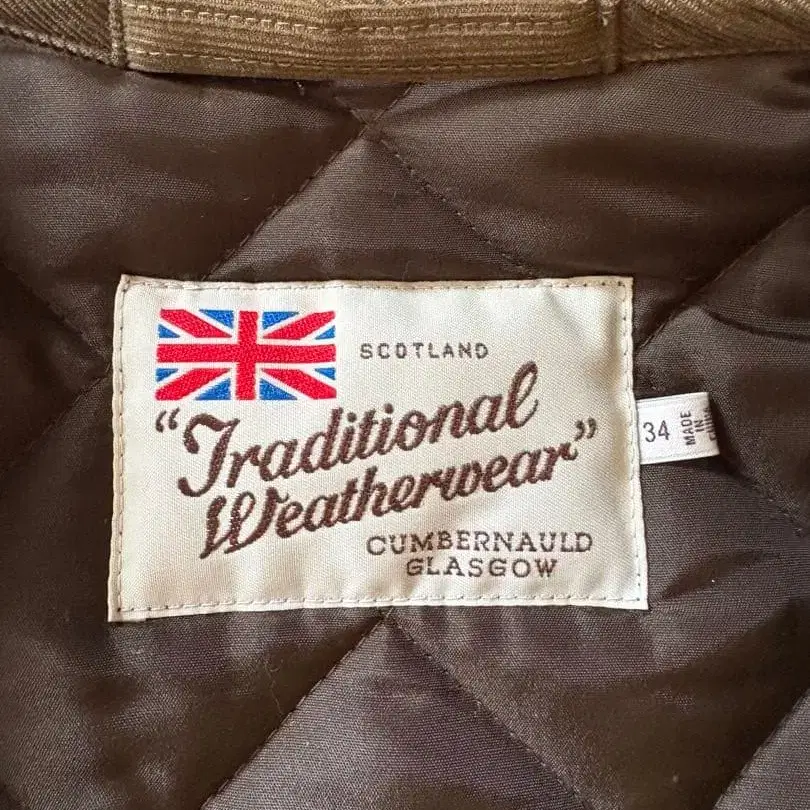 SCOTLAND
"Traditional
Weatherwear"
CUMBERNAULD
GLASGOW
34
MADE
IN